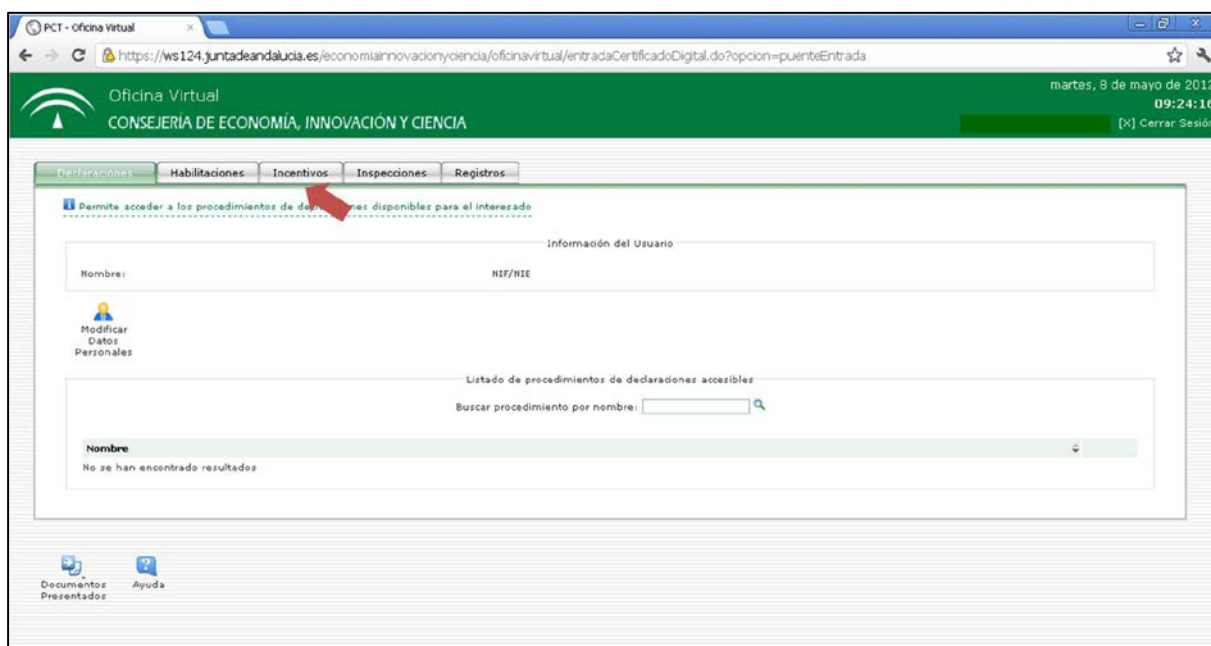 PCT - Oficina Virtual
https://ws124.juntadeandalucia.es/economiainnovacionyciencia/oficinavirtual/entradaCertificadoDigital.do?opcion=puenteEntrada
Oficina Virtual
CONSEJERÍA DE ECONOMÍA, INNOVACIÓN Y CIENCIA
martes, 8 de mayo de 2012
09:24:16
[X] Cerrar Sesión
Declaraciones Habilitaciones Incentivos Inspecciones Registros
Permite acceder a los procedimientos de disponibles para el interesado
Información del Usuario
Nombre: NIF/NIE
Modificar
Datos
Personales
Listado de procedimientos de declaraciones accesibles
Buscar procedimiento por nombre:
Nombre
No se han encontrado resultados
Documentos
Presentados
Ayuda